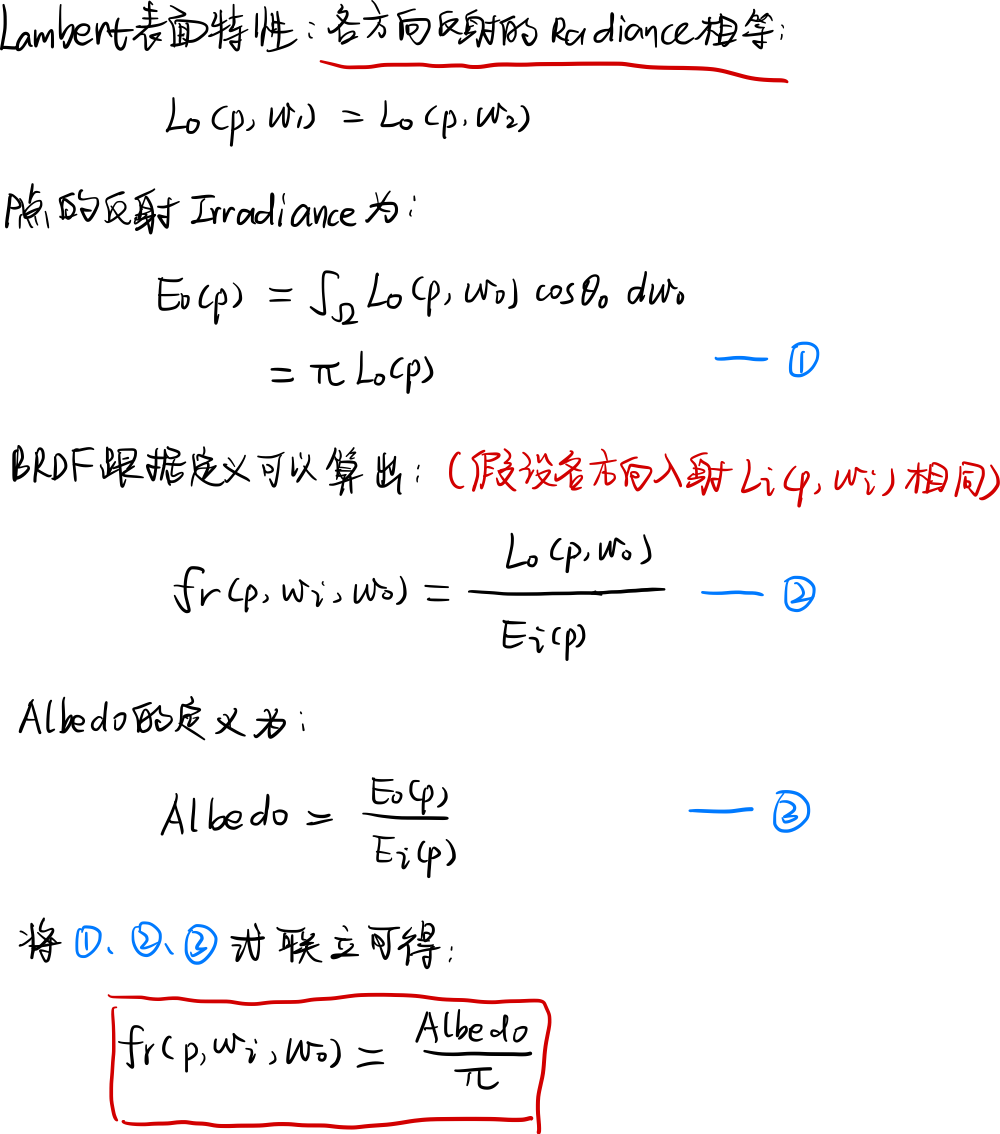 Lambert表面特性：各方向反射的Radiance相等：
Lo(p, w₁) = Lo(p, w₂)
P点的反射Irradiance为：
Eo(p) = ∫Ω Lo(p, wo) cosθo dwo
= π Lo(p) — ①
BRDF跟据定义可以算出：（假设各方向入射Li(p, wi)相同）
fr(p, wi, wo) = Lo(p, wo) / Ei(p) — ②
Albedo的定义为：
Albedo = Eo(p) / Ei(p) — ③
将①、②、③式联立可得：
fr(p, wi, wo) = Albedo / π